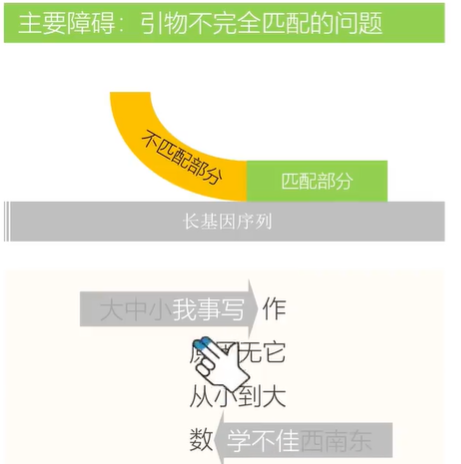 主要障碍：引物不完全匹配的问题
不匹配部分
匹配部分
长基因序列
大中小我事写作
原因无它
从小到大
数学不佳西南东